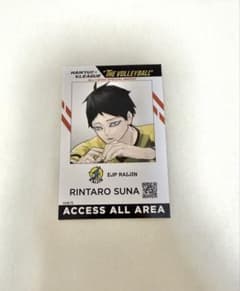 HAIKYU!! × V.LEAGUE "THE VOLLEYBALL"
EJP RAIJIN
RINTARO SUNA
ACCESS ALL AREA